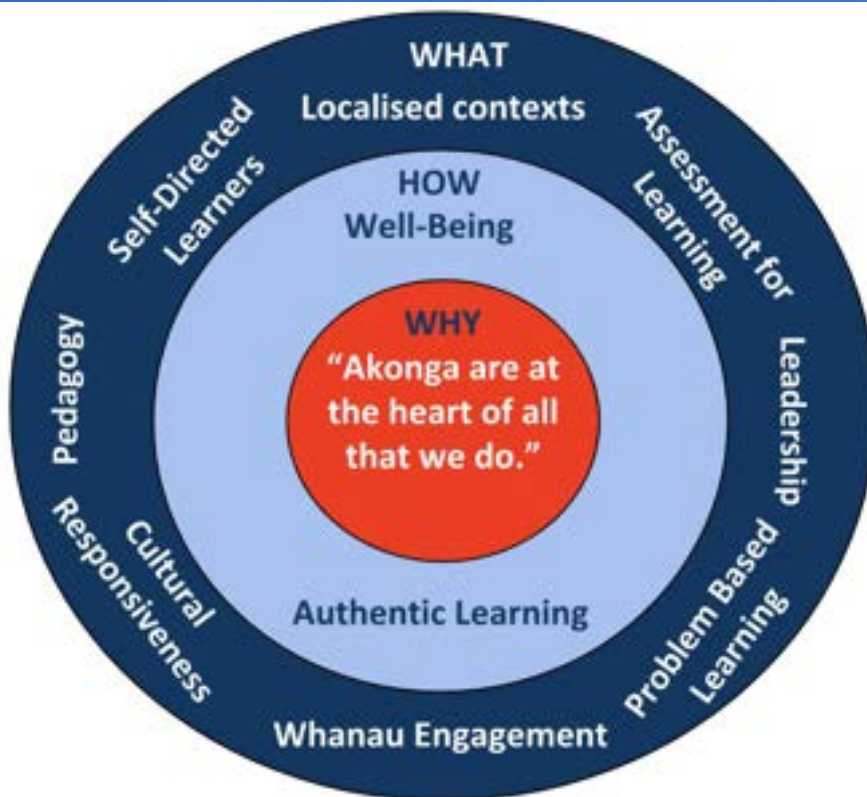 WHAT
Localised contexts
Assessment for
Learning
Leadership
Problem Based
Learning
Whanau Engagement
Cultural
Responsiveness
Pedagogy
Self-Directed
Learners
HOW
Well-Being
Authentic Learning
WHY
“Akonga are at
the heart of all
that we do.”